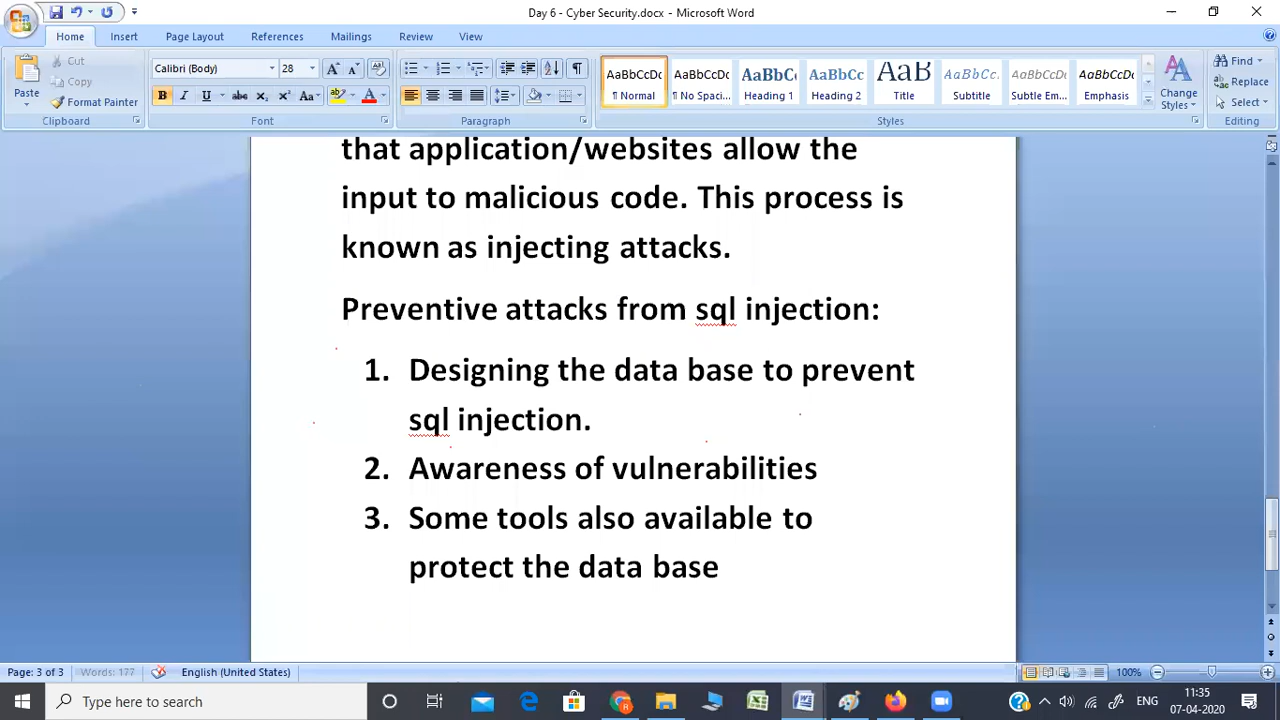 Day 6 - Cyber Security.docx - Microsoft Word
Home Insert Page Layout References Mailings Review View
Cut
Copy
Format Painter
Paste
Clipboard
Calibri (Body) 28
B I U abc X₂ X² Aa
Font
Paragraph
AaBbCcDc AaBbCcDc AaBbC AaBbCc AaB AaBbCc. AaBbCcDc AaBbCcDc
¶ Normal ¶ No Spaci... Heading 1 Heading 2 Title Subtitle Subtle Em... Emphasis
Styles
Change
Styles
Find
Replace
Select
Editing
that application/websites allow the
input to malicious code. This process is
known as injecting attacks.
Preventive attacks from sql injection:
1. Designing the data base to prevent
sql injection.
2. Awareness of vulnerabilities
3. Some tools also available to
protect the data base
Page: 3 of 3 Words: 177 English (United States) 100%
Type here to search
ENG
11:35
07-04-2020